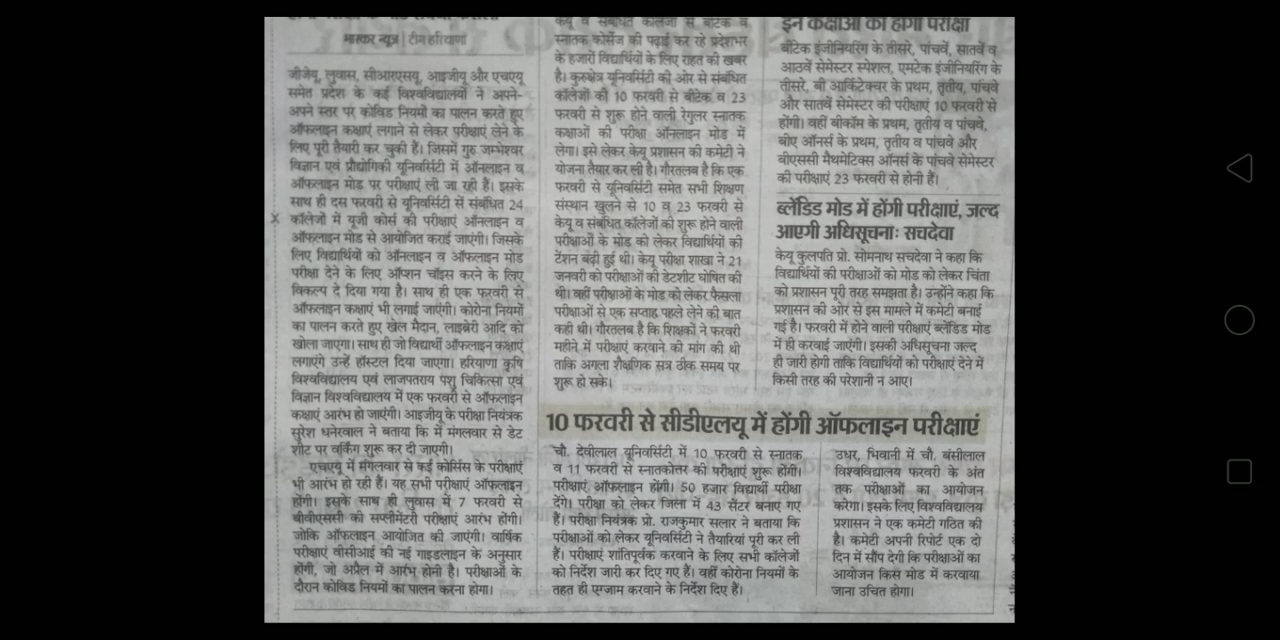 भास्कर न्यूज | टीम हरियाणा
जीजेयू, लुवास, सीआरएसयू, आइजीयू और एचएयू
समेत प्रदेश के कई विश्वविद्यालयों ने अपने-
अपने स्तर पर कोविड नियमों का पालन करते हुए
ऑफलाइन कक्षाएं लगाने से लेकर परीक्षाएं लेने के
लिए पूरी तैयारी कर चुकी हैं। जिसमें गुरु जम्भेश्वर
विज्ञान एवं प्रौद्योगिकी यूनिवर्सिटी में ऑनलाइन व
ऑफलाइन मोड पर परीक्षाएं ली जा रही हैं। इसके
साथ ही दस फरवरी से यूनिवर्सिटी सें संबंधित 24
कॉलेजों में यूजी कोर्स की परीक्षाएं ऑनलाइन व
ऑफलाइन मोड से आयोजित कराई जाएंगी। जिसके
लिए विद्यार्थियों को ऑनलाइन व ऑफलाइन मोड
परीक्षा देने के लिए ऑप्शन चॉइस करने के लिए
विकल्प दे दिया गया है। साथ ही एक फरवरी से
ऑफलाइन कक्षाएं भी लगाई जाएंगी। कोरोना नियमों
का पालन करते हुए खेल मैदान, लाइब्रेरी आदि को
खोला जाएगा। साथ ही जो विद्यार्थी ऑफलाइन कक्षाएं
लगाएंगे उन्हें हॉस्टल दिया जाएगा। हरियाणा कृषि
विश्वविद्यालय एवं लाजपतराय पशु चिकित्सा एवं
विज्ञान विश्वविद्यालय में एक फरवरी से ऑफलाइन
कक्षाएं आरंभ हो जाएंगी। आइजीयू के परीक्षा नियंत्रक
सुरेश धनेरवाल ने बताया कि में मंगलवार से डेट
शीट पर वर्किंग शुरू कर दी जाएगी।
एचएयू में मंगलवार से कई कोर्सिस के परीक्षाएं
भी आरंभ हो रही हैं। यह सभी परीक्षाएं ऑफलाइन
होंगी। इसके साथ ही लुवास में 7 फरवरी से
बीवीएससी की सप्लीमेंटरी परीक्षाएं आरंभ होंगी।
जोकि ऑफलाइन आयोजित की जाएंगी। वार्षिक
परीक्षाएं वीसीआई की नई गाइडलाइन के अनुसार
होंगी, जो अप्रैल में आरंभ होनी है। परीक्षाओं के
दौरान कोविड नियमों का पालन करना होगा।
केयू व संबंधित कॉलेजों से बीटेक व
स्नातक कोर्सेज की पढ़ाई कर रहे प्रदेशभर
के हजारों विद्यार्थियों के लिए राहत की खबर
है। कुरुक्षेत्र यूनिवर्सिटी की ओर से संबंधित
कॉलेजों की 10 फरवरी से बीटेक व 23
फरवरी से शुरू होने वाली रेगुलर स्नातक
कक्षाओं की परीक्षा ऑनलाइन मोड में
लेगा। इसे लेकर केयू प्रशासन की कमेटी ने
योजना तैयार कर ली है। गौरतलब है कि एक
फरवरी से यूनिवर्सिटी समेत सभी शिक्षण
संस्थान खुलने से 10 व 23 फरवरी से
केयू व संबंधित कॉलेजों की शुरू होने वाली
परीक्षाओं के मोड को लेकर विद्यार्थियों की
टेंशन बढ़ी हुई थी। केयू परीक्षा शाखा ने 21
जनवरी को परीक्षाओं की डेटशीट घोषित की
थी। वहीं परीक्षाओं के मोड को लेकर फैसला
परीक्षाओं से एक सप्ताह पहले लेने की बात
कही थी। गौरतलब है कि शिक्षकों ने फरवरी
महीने में परीक्षाएं करवाने की मांग की थी
ताकि अगला शैक्षणिक सत्र ठीक समय पर
शुरू हो सके।
इन कक्षाओं की होंगी परीक्षा
बीटेक इंजीनियरिंग के तीसरे, पांचवें, सातवें व
आठवें सेमेस्टर स्पेशल, एमटेक इंजीनियरिंग के
तीसरे, बी आर्किटेक्चर के प्रथम, तृतीय, पांचवे
और सातवें सेमेस्टर की परीक्षाएं 10 फरवरी से
होंगी। वहीं बीकॉम के प्रथम, तृतीय व पांचवे,
बीए ऑनर्स के प्रथम, तृतीय व पांचवे और
बीएससी मैथमेटिक्स ऑनर्स के पांचवे सेमेस्टर
की परीक्षाएं 23 फरवरी से होनी हैं।
ब्लेंडिड मोड में होंगी परीक्षाएं, जल्द
आएगी अधिसूचनाः सचदेवा
केयू कुलपति प्रो. सोमनाथ सचदेवा ने कहा कि
विद्यार्थियों की परीक्षाओं को मोड को लेकर चिंता
को प्रशासन पूरी तरह समझता है। उन्होंने कहा कि
प्रशासन की ओर से इस मामले में कमेटी बनाई
गई है। फरवरी में होने वाली परीक्षाएं ब्लेंडिड मोड
में ही करवाई जाएंगी। इसकी अधिसूचना जल्द
ही जारी होगी ताकि विद्यार्थियों को परीक्षाएं देने में
किसी तरह की परेशानी न आए।
10 फरवरी से सीडीएलयू में होंगी ऑफलाइन परीक्षाएं
चौ. देवीलाल यूनिवर्सिटी में 10 फरवरी से स्नातक
व 11 फरवरी से स्नातकोत्तर की परीक्षाएं शुरू होंगी।
परीक्षाएं ऑफलाइन होंगी। 50 हजार विद्यार्थी परीक्षा
देंगे। परीक्षा को लेकर जिला में 43 सेंटर बनाए गए
हैं। परीक्षा नियंत्रक प्रो. राजकुमार सलार ने बताया कि
परीक्षाओं को लेकर यूनिवर्सिटी ने तैयारियां पूरी कर ली
हैं। परीक्षाएं शांतिपूर्वक करवाने के लिए सभी कॉलेजों
को निर्देश जारी कर दिए गए हैं। वहीं कोरोना नियमों के
तहत ही एग्जाम करवाने के निर्देश दिए हैं।
उधर, भिवानी में चौ. बंसीलाल
विश्वविद्यालय फरवरी के अंत
तक परीक्षाओं का आयोजन
करेगा। इसके लिए विश्वविद्यालय
प्रशासन ने एक कमेटी गठित की
है। कमेटी अपनी रिपोर्ट एक दो
दिन में सौंप देगी कि परीक्षाओं का
आयोजन किस मोड में करवाया
जाना उचित होगा।